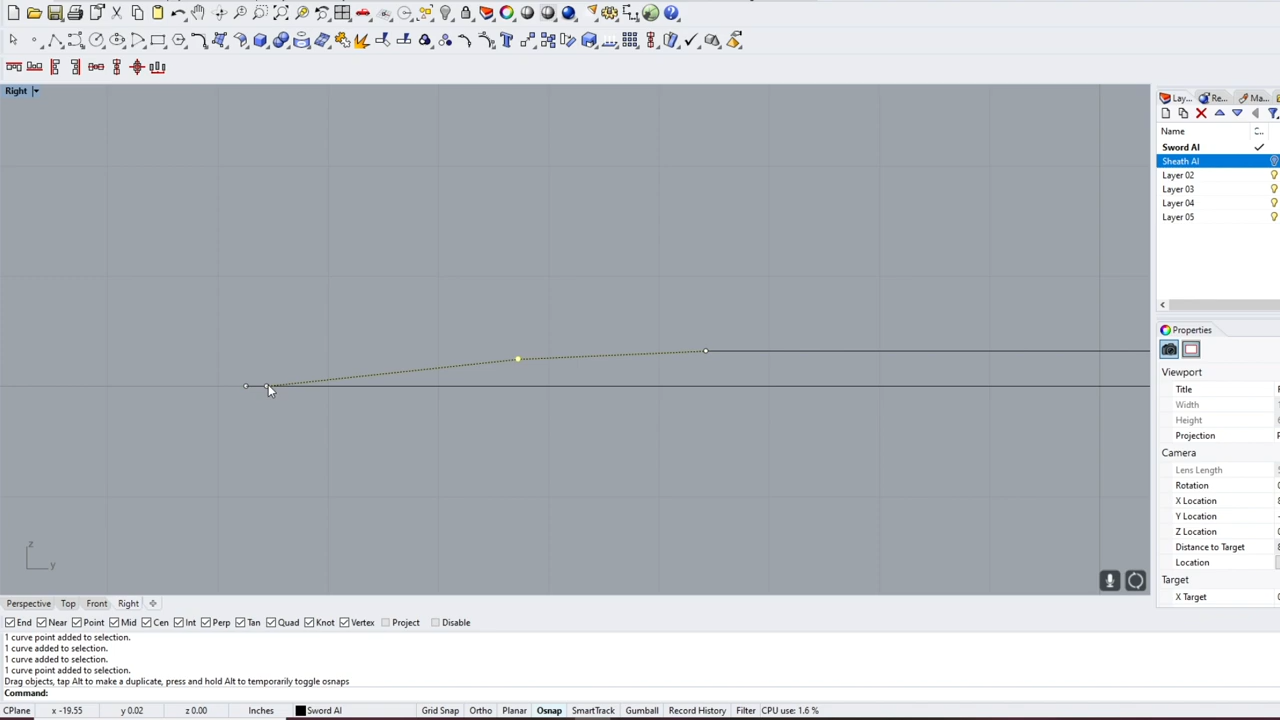 Right
Lay...
Re...
Ma...
Name
C..
Sword AI
Sheath AI
Layer 02
Layer 03
Layer 04
Layer 05
Properties
Viewport
Title
Width
Height
Projection
Camera
Lens Length
Rotation
X Location
Y Location
Z Location
Distance to Target
Location
Target
X Target
z
y
Perspective Top Front Right
End Near Point Mid Cen Int Perp Tan Quad Knot Vertex Project Disable
1 curve point added to selection.
1 curve added to selection.
1 curve added to selection.
1 curve point added to selection.
Drag objects, tap Alt to make a duplicate, press and hold Alt to temporarily toggle osnaps
Command:
CPlane x -19.55 y 0.02 z 0.00 Inches Sword AI Grid Snap Ortho Planar Osnap SmartTrack Gumball Record History Filter CPU use: 1.6 %